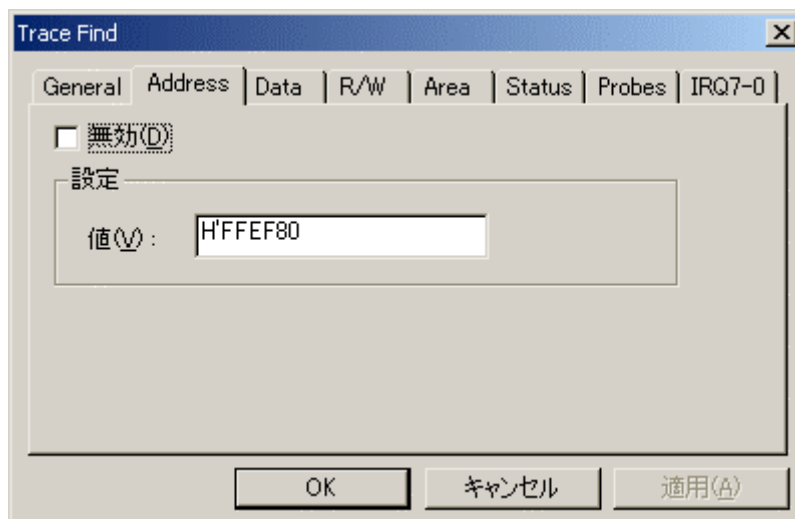 Trace Find
General Address Data R/W Area Status Probes IRQ7-0
無効(D)
設定
値(V) :
H'FFEF80
OK キャンセル 適用(A)